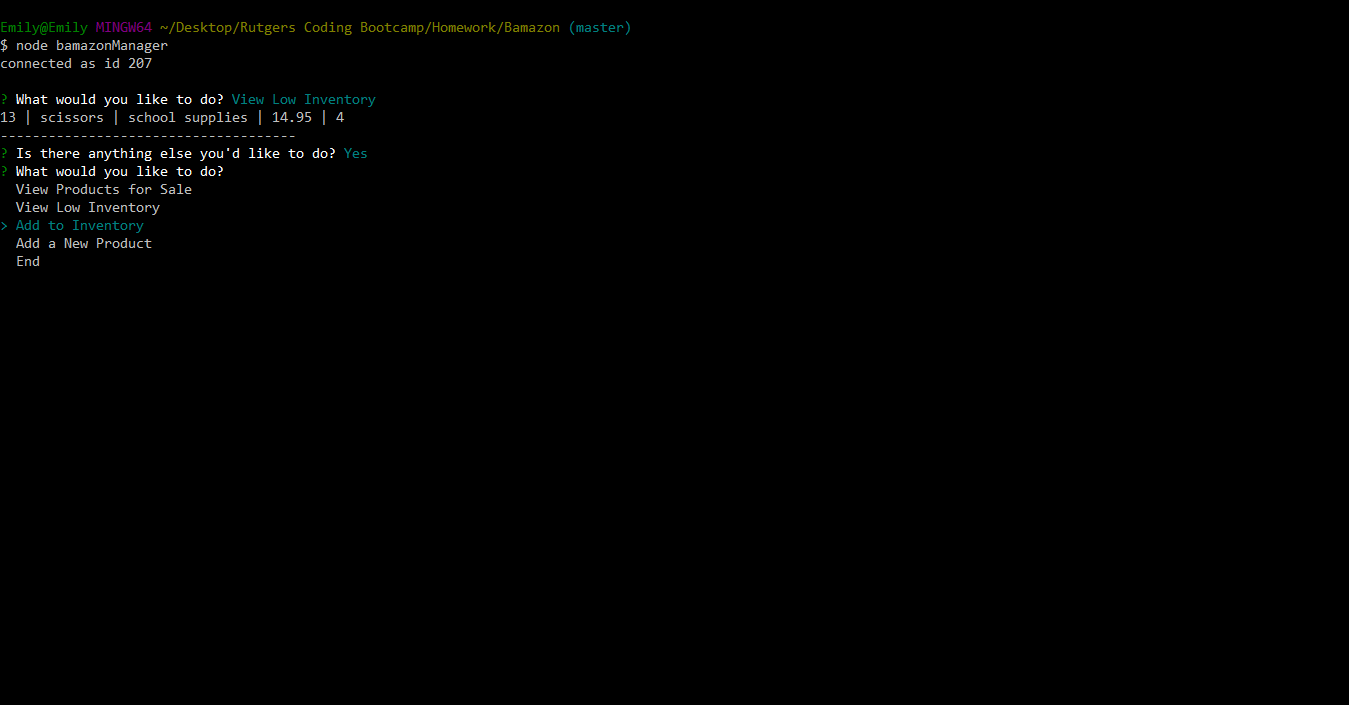 Emily@Emily MINGW64 ~/Desktop/Rutgers Coding Bootcamp/Homework/Bamazon (master)
$ node bamazonManager
connected as id 207
? What would you like to do? View Low Inventory
13 | scissors | school supplies | 14.95 | 4
-------------------------------------
? Is there anything else you'd like to do? Yes
? What would you like to do?
  View Products for Sale
  View Low Inventory
> Add to Inventory
  Add a New Product
  End